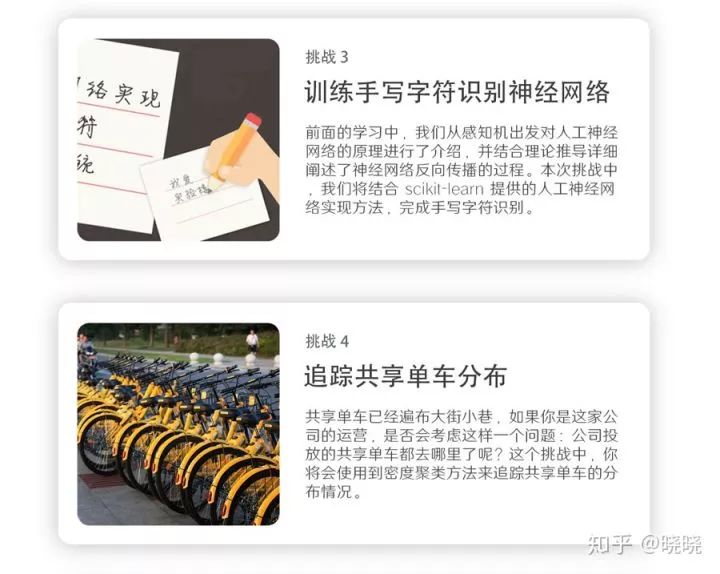 挑战 3
训练手写字符识别神经网络
前面的学习中，我们从感知机出发对人工神经
网络的原理进行了介绍，并结合理论推导详细
阐述了神经网络反向传播的过程。本次挑战中
，我们将结合 scikit-learn 提供的人工神经网
络实现方法，完成手写字符识别。
络实现
符
统
我是
实验楼
挑战 4
追踪共享单车分布
共享单车已经遍布大街小巷，如果你是这家公
司的运营，是否会考虑这样一个问题：公司投
放的共享单车都去哪里了呢？这个挑战中，你
将会使用到密度聚类方法来追踪共享单车的分
布情况。
知乎 @晓晓